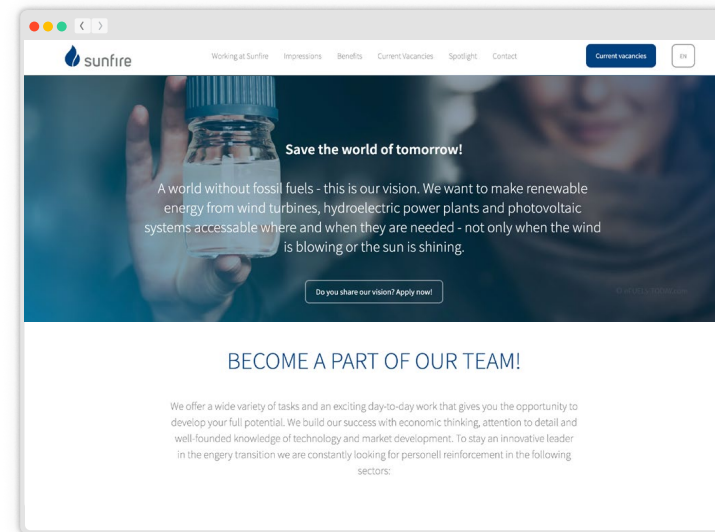 sunfire
Working at Sunfire Impressions Benefits Current Vacancies Spotlight Contact
Current vacancies
EN
Save the world of tomorrow!
A world without fossil fuels - this is our vision. We want to make renewable
energy from wind turbines, hydroelectric power plants and photovoltaic
systems accessable where and when they are needed - not only when the wind
is blowing or the sun is shining.
Do you share our vision? Apply now!
BECOME A PART OF OUR TEAM!
We offer a wide variety of tasks and an exciting day-to-day work that gives you the opportunity to
develop your full potential. We build our success with economic thinking, attention to detail and
well-founded knowledge of technology and market development. To stay an innovative leader
in the engery transition we are constantly looking for personell reinforcement in the following
sectors: